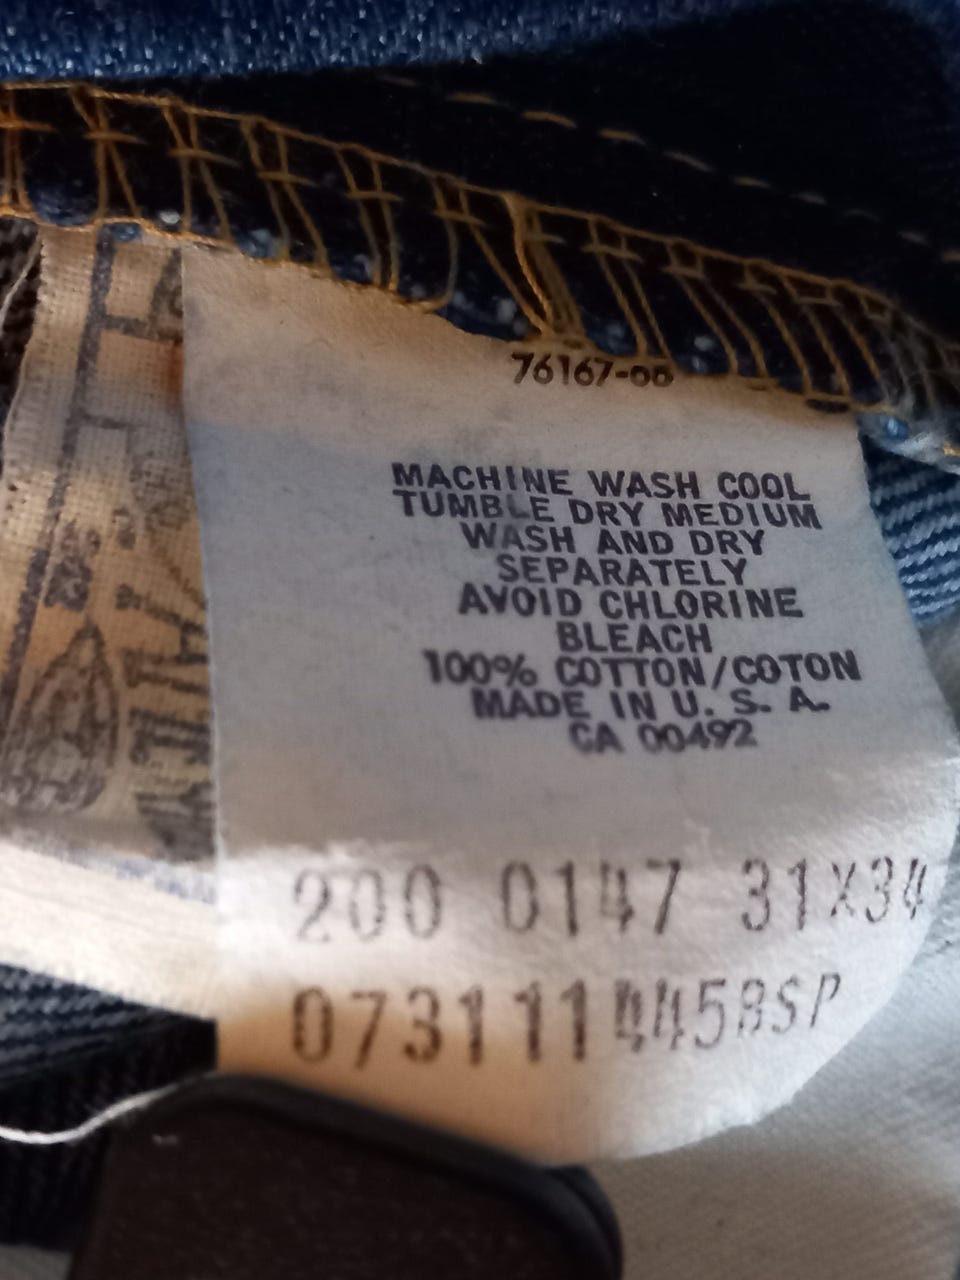 76167-00
MACHINE WASH COOL
TUMBLE DRY MEDIUM
WASH AND DRY
SEPARATELY
AVOID CHLORINE
BLEACH
100% COTTON/COTON
MADE IN U. S. A.
CA 00492
200 0147 31X34
0731114458SP